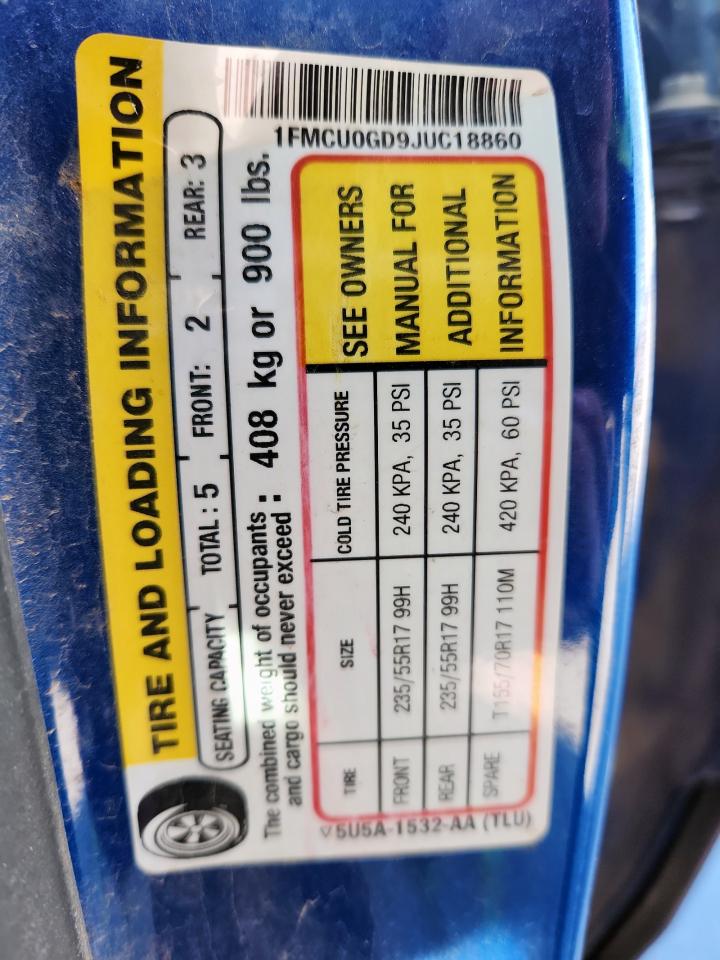 TIRE AND LOADING INFORMATION
SEATING CAPACITY TOTAL: 5 FRONT: 2 REAR: 3
The combined weight of occupants : 408 kg or 900 lbs.
and cargo should never exceed
1FMCU0GD9JUC18860
TIRE SIZE COLD TIRE PRESSURE
FRONT 235/55R17 99H 240 KPA, 35 PSI
REAR 235/55R17 99H 240 KPA, 35 PSI
SPARE T155/70R17 110M 420 KPA, 60 PSI
SEE OWNERS
MANUAL FOR
ADDITIONAL
INFORMATION
▽5U5A-1532-AA (TLU)